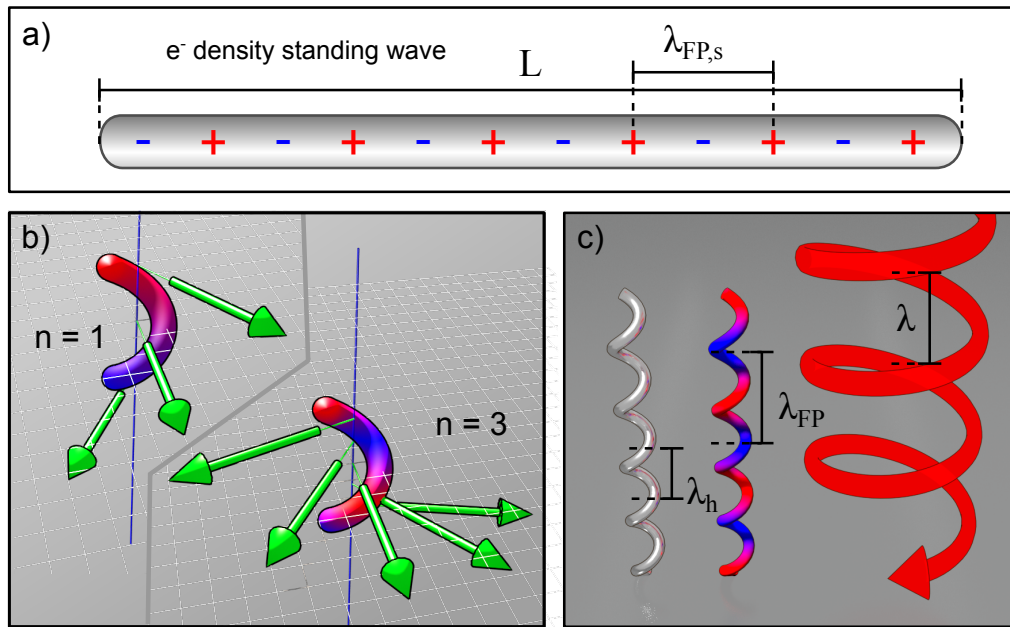 a)
e⁻ density standing wave
λFP,s
L
- + - + - + - + - + - +
b)
n = 1
n = 3
c)
λ
λFP
λh